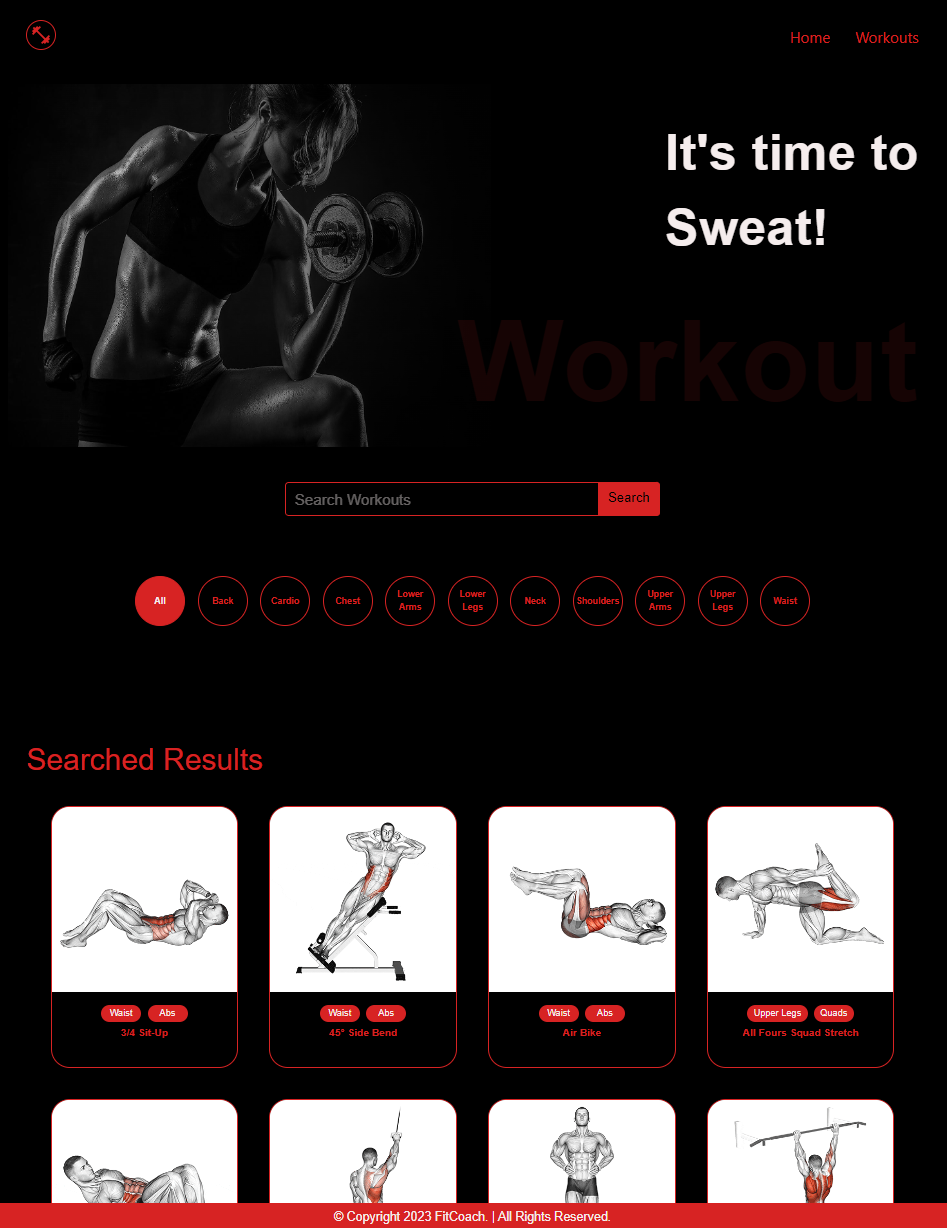 Home Workouts
It's time to
Sweat!
Workout
Search Workouts Search
All Back Cardio Chest Lower Arms Lower Legs Neck Shoulders Upper Arms Upper Legs Waist
Searched Results
Waist Abs
3/4 Sit-Up
Waist Abs
45° Side Bend
Waist Abs
Air Bike
Upper Legs Quads
All Fours Squad Stretch
© Copyright 2023 FitCoach. | All Rights Reserved.